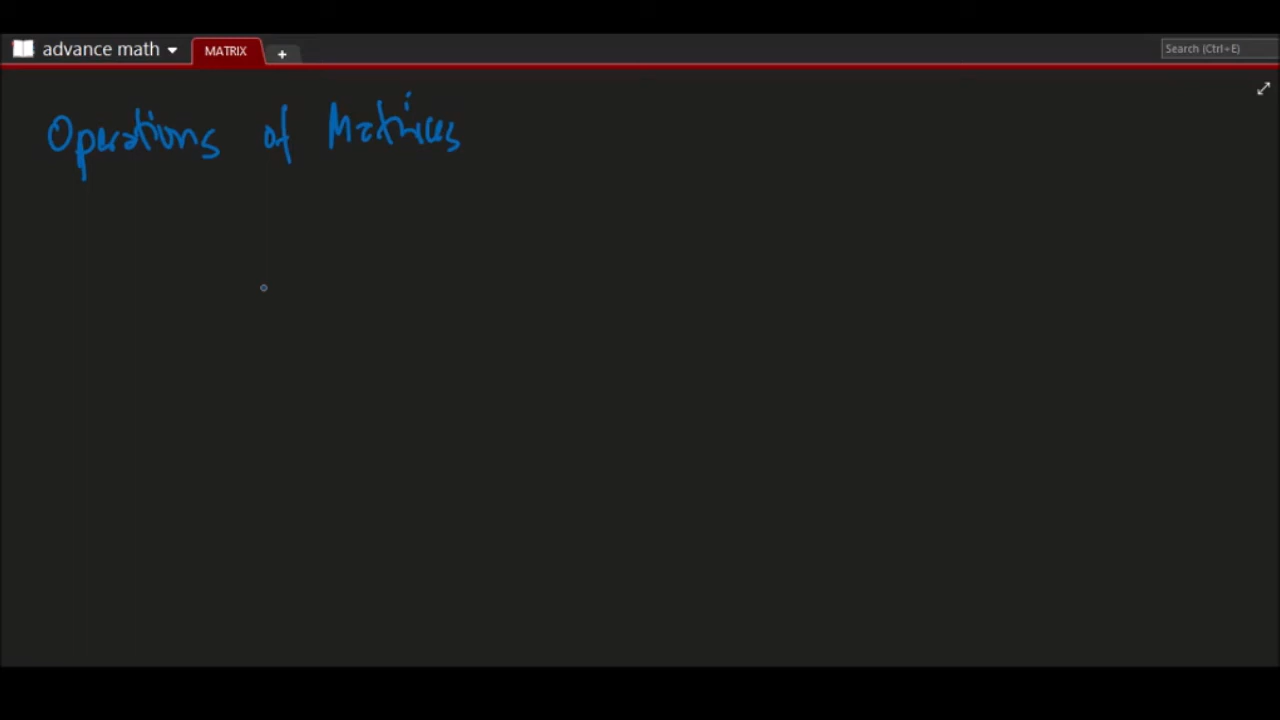 advance math
MATRIX
+
Search (Ctrl+E)
Operations of Matrices